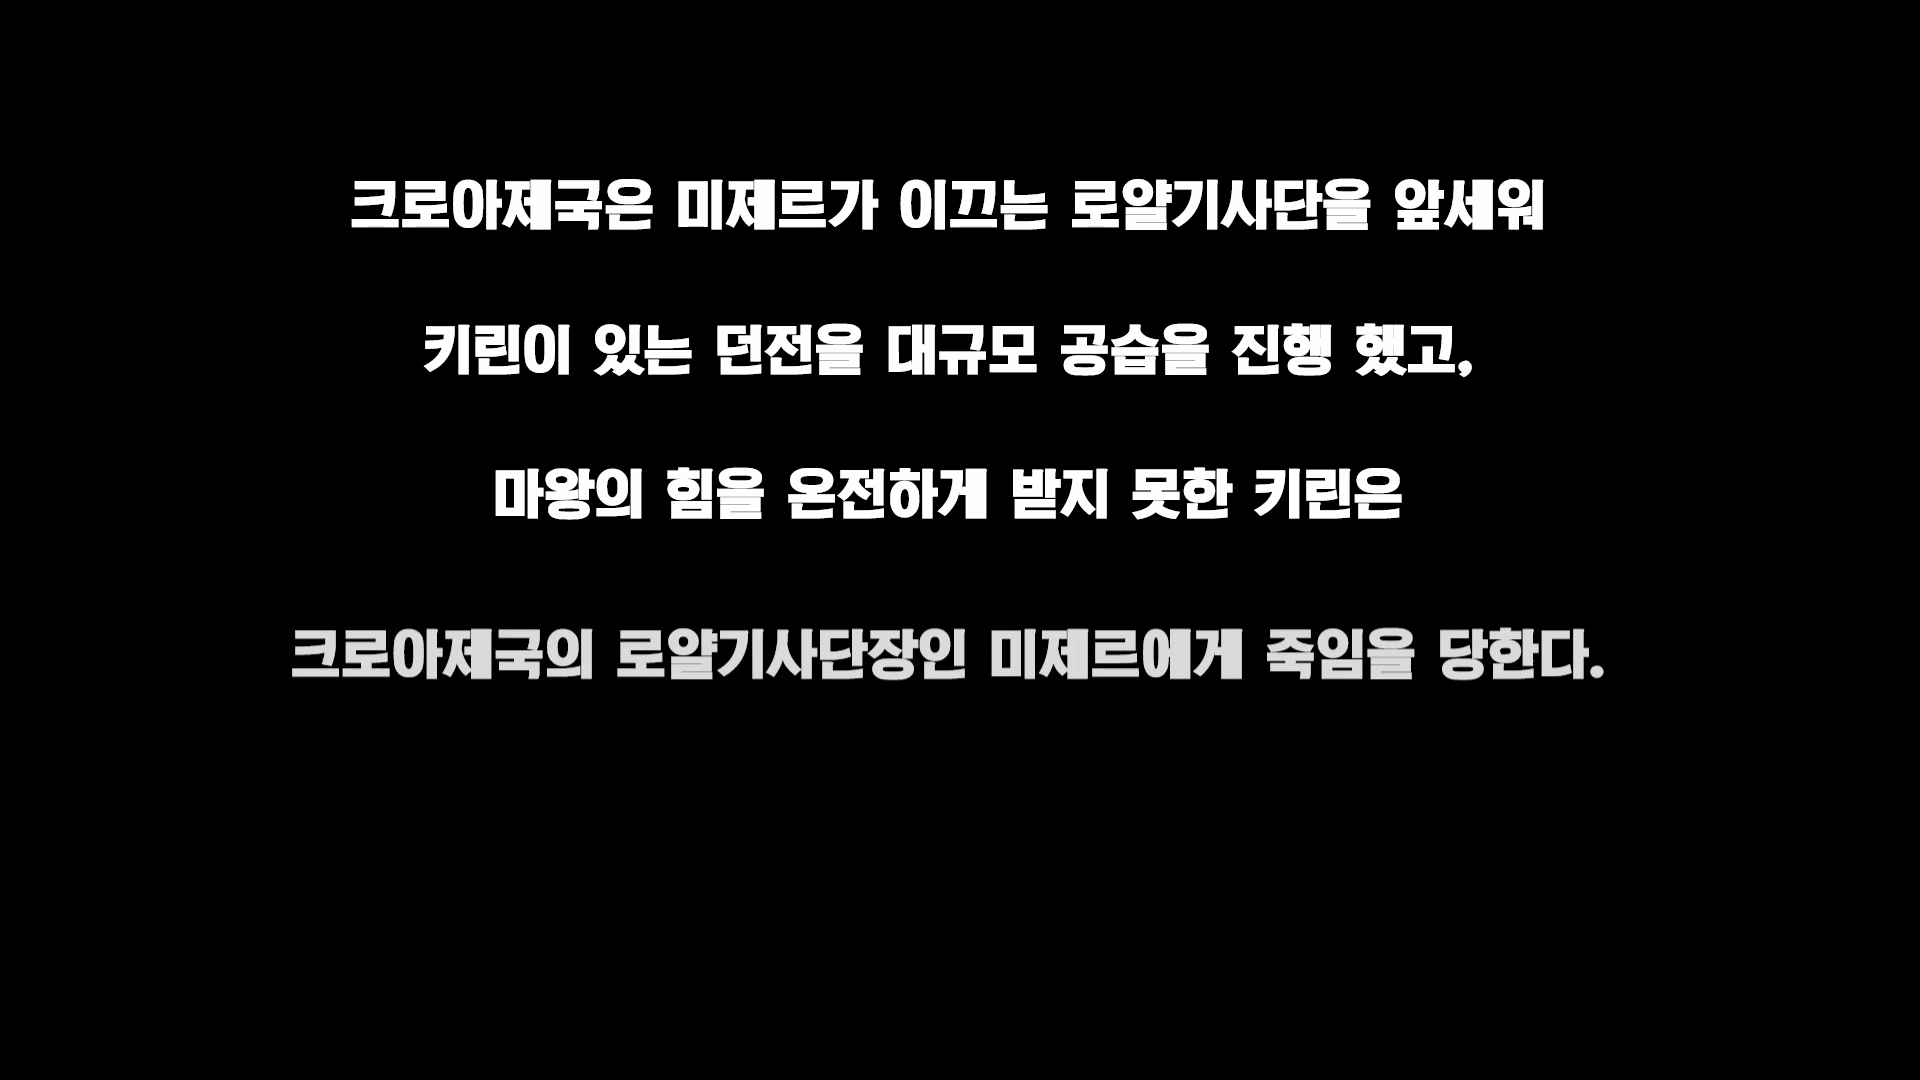 크로아제국은 미제르가 이끄는 로얄기사단을 앞세워
키린이 있는 던전을 대규모 공습을 진행 했고,
마왕의 힘을 온전하게 받지 못한 키린은
크로아제국의 로얄기사단장인 미제르에게 죽임을 당한다.